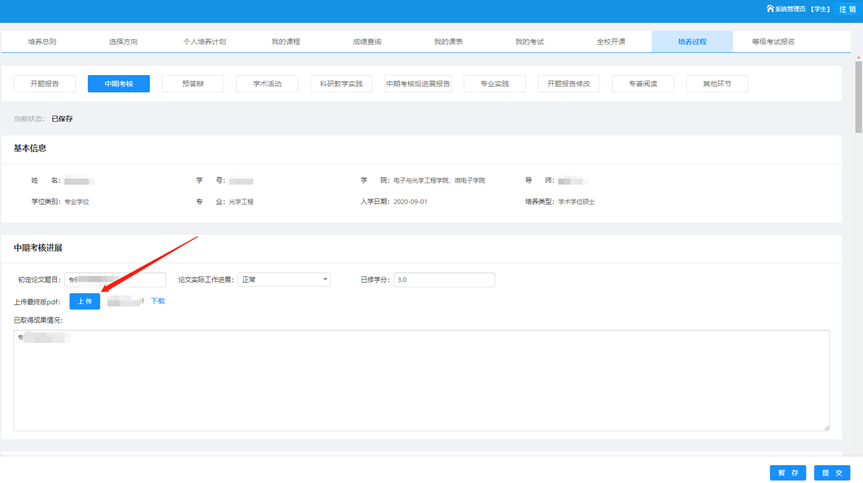 系统管理员 【学生】 注 销
培养总则 选择方向 个人培养计划 我的课程 成绩查询 我的课表 我的考试 全校开课 培养过程 等级考试报名
开题报告 中期考核 预答辩 学术活动 科研教学实践 中期考核后进展报告 专业实践 开题报告修改 专著阅读 其他环节
当前状态： 已保存
基本信息
姓 名： 学 号： 学 院：电子与光学工程学院、微电子学院 导 师：
学位类别：专业学位 专 业：光学工程 入学日期：2020-09-01 培养类型：学术学位硕士
中期考核进展
初定论文题目： 论文实际工作进展：正常 已修学分：3.0
上传最终版pdf： 上 传 下载
已取得成果情况：
暂 存 提 交